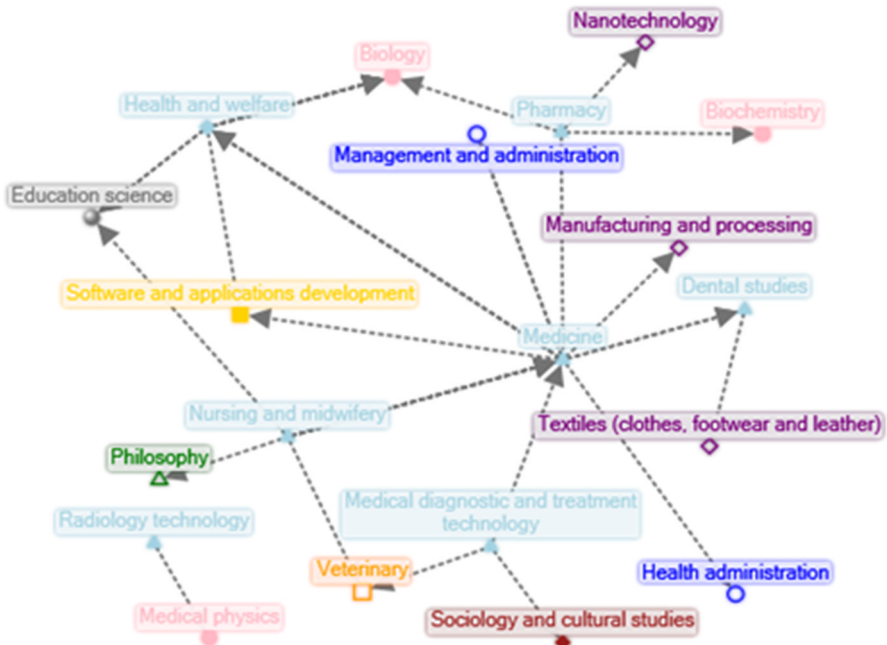 Nanotechnology
Biology
Health and welfare
Pharmacy
Biochemistry
Management and administration
Education science
Manufacturing and processing
Dental studies
Software and applications development
Medicine
Nursing and midwifery
Textiles (clothes, footwear and leather)
Philosophy
Medical diagnostic and treatment
technology
Radiology technology
Veterinary
Health administration
Medical physics
Sociology and cultural studies